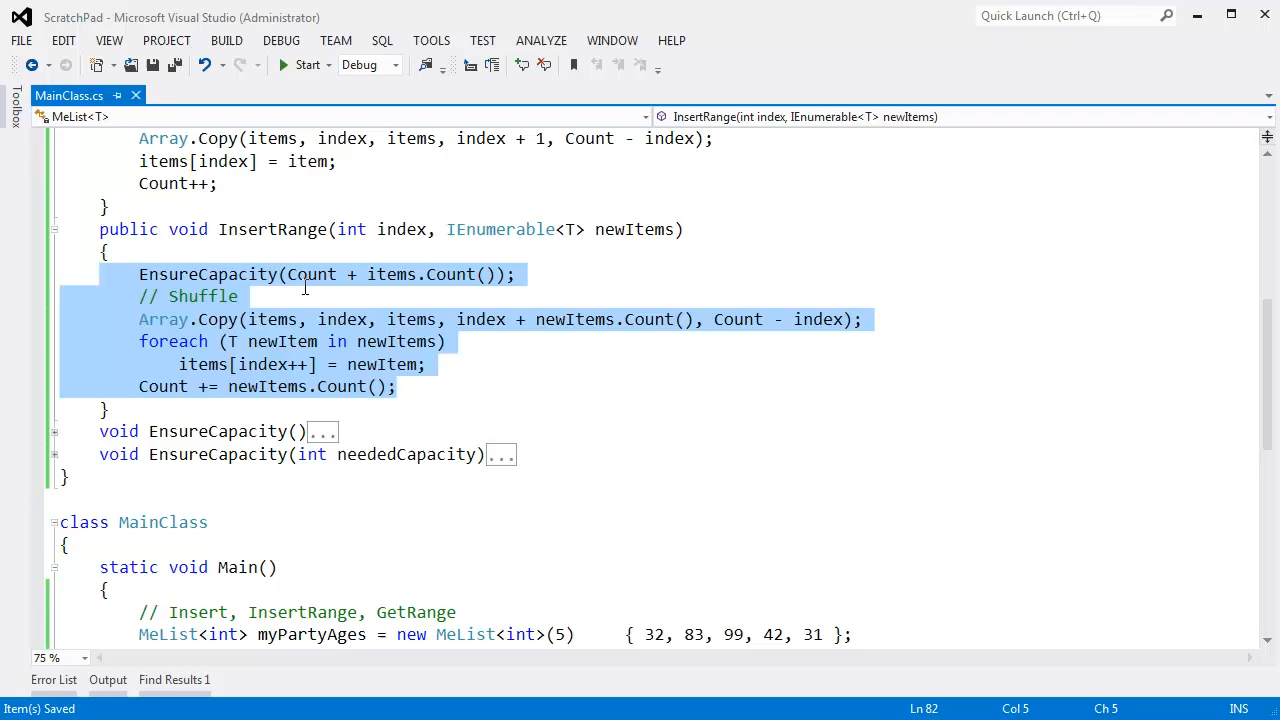 ScratchPad - Microsoft Visual Studio (Administrator)
Quick Launch (Ctrl+Q)
FILE EDIT VIEW PROJECT BUILD DEBUG TEAM SQL TOOLS TEST ANALYZE WINDOW HELP
Start Debug
Toolbox
MainClass.cs
MeList<T> InsertRange(int index, IEnumerable<T> newItems)
Array.Copy(items, index, items, index + 1, Count - index);
items[index] = item;
Count++;
}
public void InsertRange(int index, IEnumerable<T> newItems)
{
EnsureCapacity(Count + items.Count());
// Shuffle
Array.Copy(items, index, items, index + newItems.Count(), Count - index);
foreach (T newItem in newItems)
items[index++] = newItem;
Count += newItems.Count();
}
void EnsureCapacity()...
void EnsureCapacity(int neededCapacity)...
}
class MainClass
{
static void Main()
{
// Insert, InsertRange, GetRange
MeList<int> myPartyAges = new MeList<int>(5) { 32, 83, 99, 42, 31 };
75 %
Error List Output Find Results 1
Item(s) Saved Ln 82 Col 5 Ch 5 INS